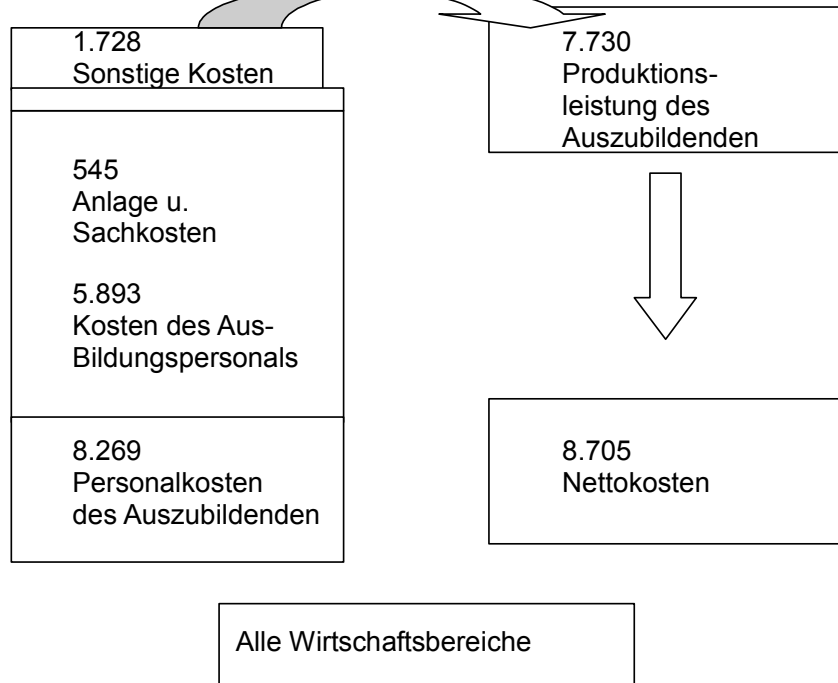 1.728
Sonstige Kosten
545
Anlage u.
Sachkosten
5.893
Kosten des Aus-
Bildungspersonals
8.269
Personalkosten
des Auszubildenden
7.730
Produktions-
leistung des
Auszubildenden
8.705
Nettokosten
Alle Wirtschaftsbereiche